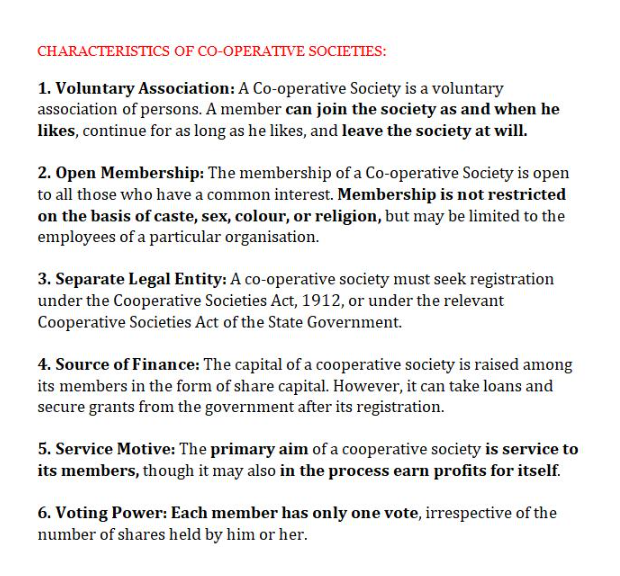 CHARACTERISTICS OF CO-OPERATIVE SOCIETIES:
1. Voluntary Association: A Co-operative Society is a voluntary
association of persons. A member can join the society as and when he
likes, continue for as long as he likes, and leave the society at will.
2. Open Membership: The membership of a Co-operative Society is open
to all those who have a common interest. Membership is not restricted
on the basis of caste, sex, colour, or religion, but may be limited to the
employees of a particular organisation.
3. Separate Legal Entity: A co-operative society must seek registration
under the Cooperative Societies Act, 1912, or under the relevant
Cooperative Societies Act of the State Government.
4. Source of Finance: The capital of a cooperative society is raised among
its members in the form of share capital. However, it can take loans and
secure grants from the government after its registration.
5. Service Motive: The primary aim of a cooperative society is service to
its members, though it may also in the process earn profits for itself.
6. Voting Power: Each member has only one vote, irrespective of the
number of shares held by him or her.